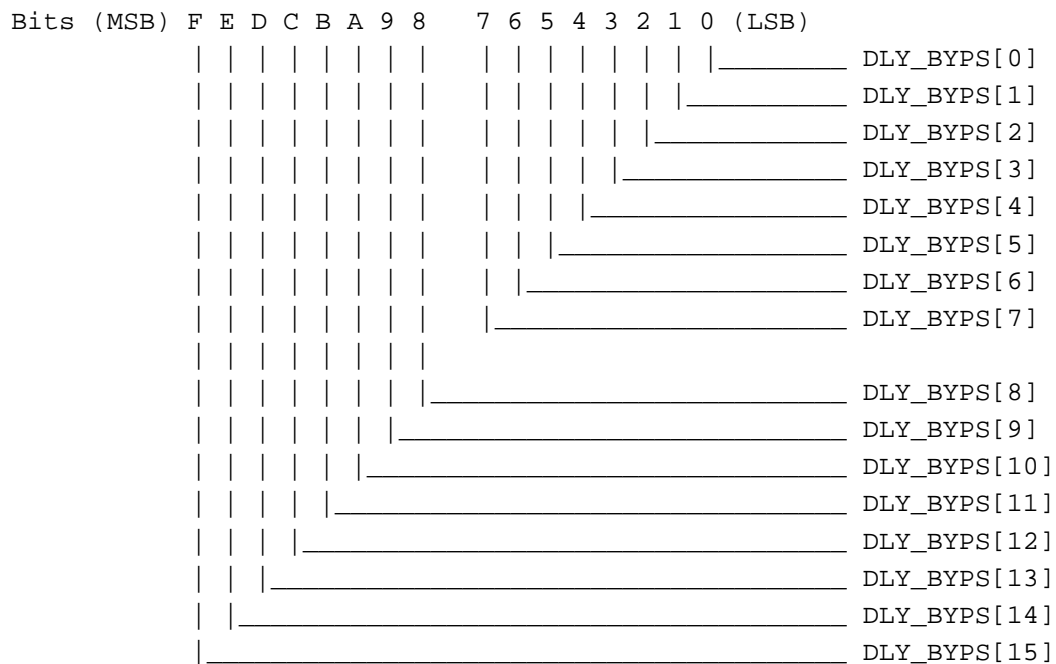 Bits (MSB) F E D C B A 9 8 7 6 5 4 3 2 1 0 (LSB)
DLY_BYPS[0]
DLY_BYPS[1]
DLY_BYPS[2]
DLY_BYPS[3]
DLY_BYPS[4]
DLY_BYPS[5]
DLY_BYPS[6]
DLY_BYPS[7]
DLY_BYPS[8]
DLY_BYPS[9]
DLY_BYPS[10]
DLY_BYPS[11]
DLY_BYPS[12]
DLY_BYPS[13]
DLY_BYPS[14]
DLY_BYPS[15]